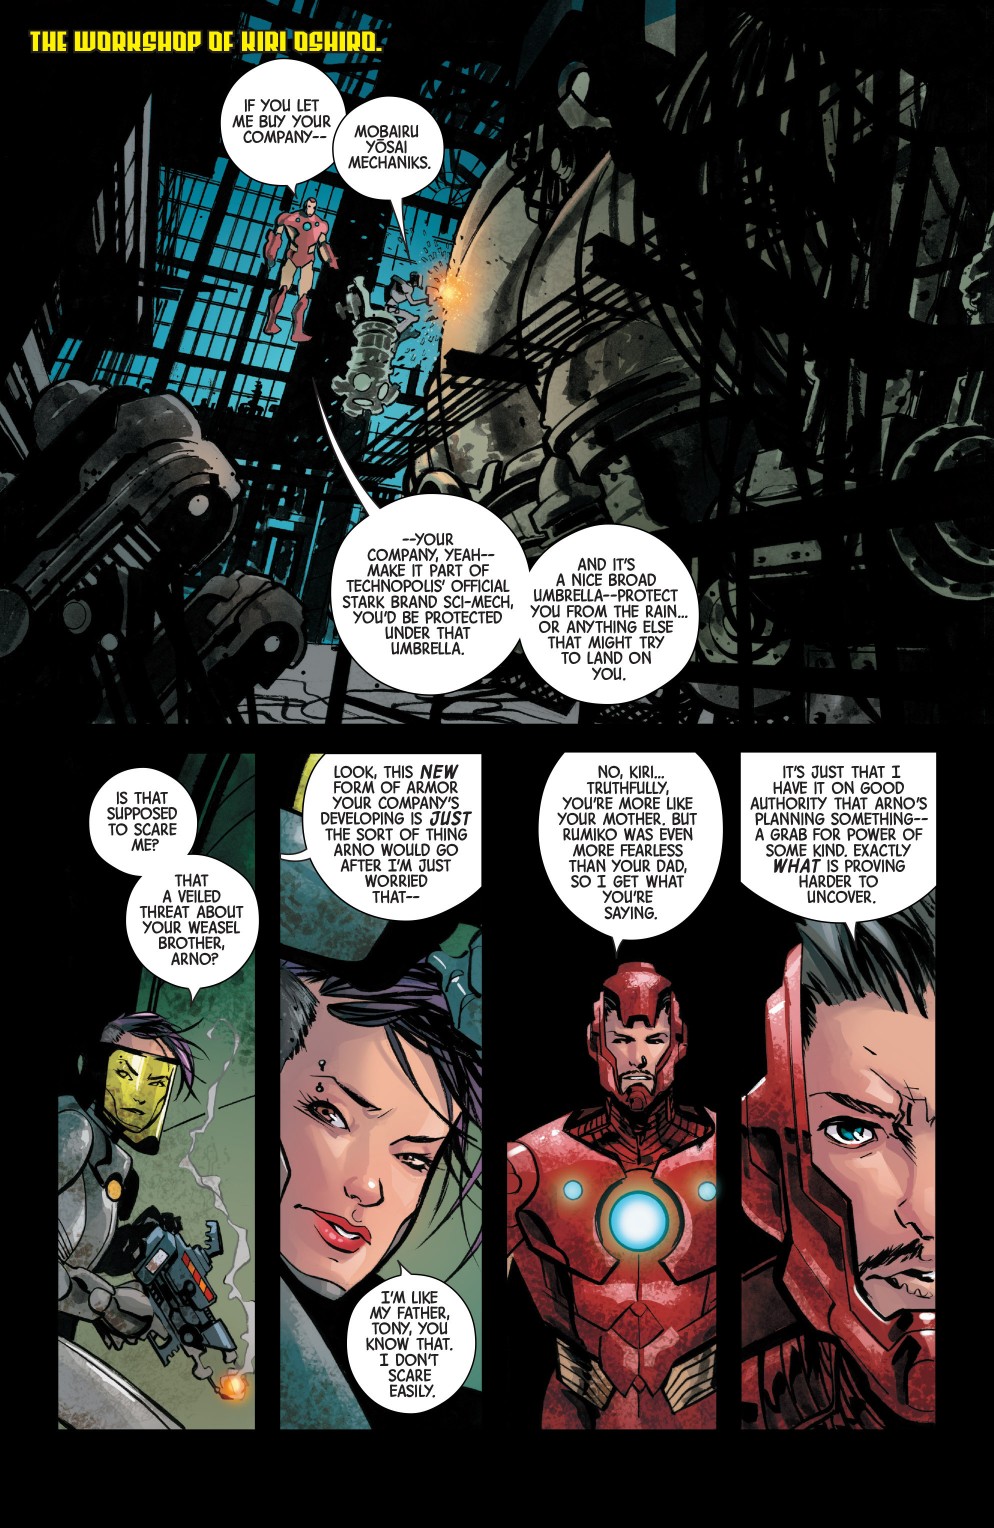 THE WORKSHOP OF KIRI OSHIRO.
IF YOU LET
ME BUY YOUR
COMPANY--
MOBAIRU
YŌSAI
MECHANIKS.
--YOUR
COMPANY, YEAH--
MAKE IT PART OF
TECHNOPOLIS' OFFICIAL
STARK BRAND SCI-MECH,
YOU'D BE PROTECTED
UNDER THAT
UMBRELLA.
AND IT'S
A NICE BROAD
UMBRELLA--PROTECT
YOU FROM THE RAIN...
OR ANYTHING ELSE
THAT MIGHT TRY
TO LAND ON
YOU.
IS THAT
SUPPOSED
TO SCARE
ME?
THAT
A VEILED
THREAT ABOUT
YOUR WEASEL
BROTHER,
ARNO?
LOOK, THIS NEW
FORM OF ARMOR
YOUR COMPANY'S
DEVELOPING IS JUST
THE SORT OF THING
ARNO WOULD GO
AFTER I'M JUST
WORRIED
THAT--
I'M LIKE
MY FATHER,
TONY, YOU
KNOW THAT.
I DON'T
SCARE
EASILY.
NO, KIRI...
TRUTHFULLY,
YOU'RE MORE LIKE
YOUR MOTHER. BUT
RUMIKO WAS EVEN
MORE FEARLESS
THAN YOUR DAD,
SO I GET WHAT
YOU'RE
SAYING.
IT'S JUST THAT I
HAVE IT ON GOOD
AUTHORITY THAT ARNO'S
PLANNING SOMETHING--
A GRAB FOR POWER OF
SOME KIND. EXACTLY
WHAT IS PROVING
HARDER TO
UNCOVER.